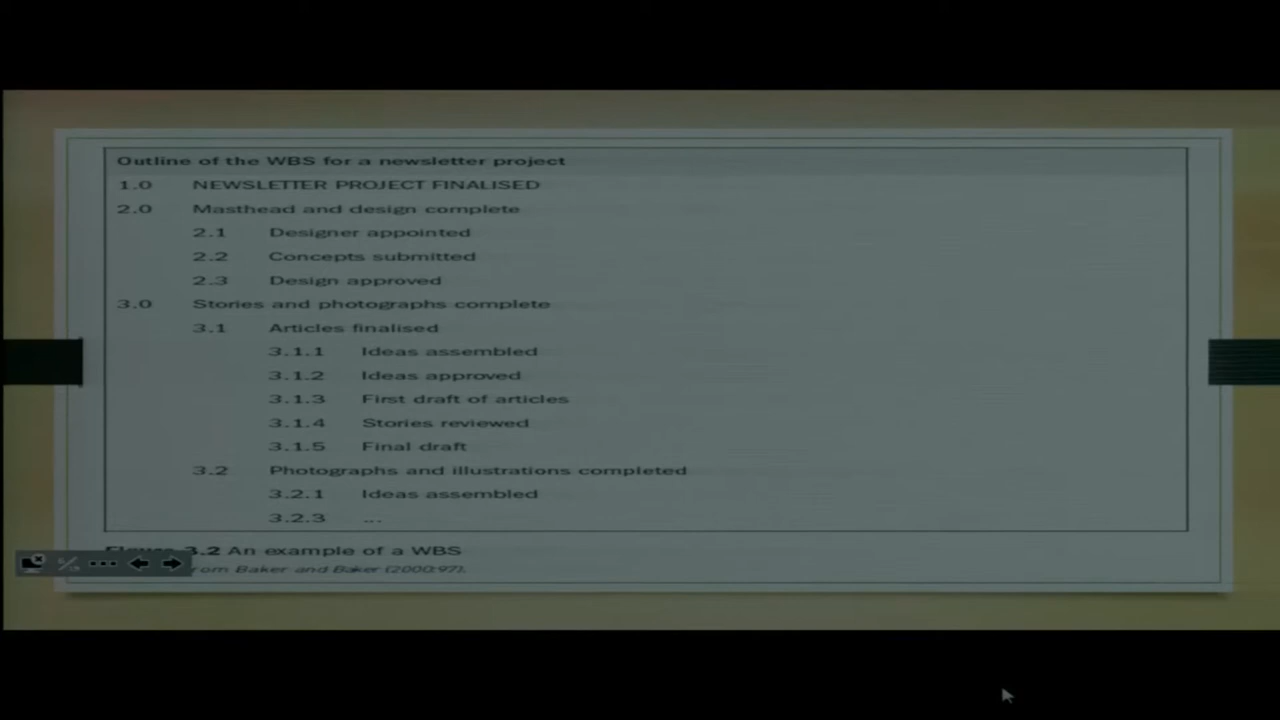 Outline of the WBS for a newsletter project
1.0 NEWSLETTER PROJECT FINALISED
2.0 Masthead and design complete
2.1 Designer appointed
2.2 Concepts submitted
2.3 Design approved
3.0 Stories and photographs complete
3.1 Articles finalised
3.1.1 Ideas assembled
3.1.2 Ideas approved
3.1.3 First draft of articles
3.1.4 Stories reviewed
3.1.5 Final draft
3.2 Photographs and illustrations completed
3.2.1 Ideas assembled
3.2.3 ...
3.2 An example of a WBS
Baker and Baker (2000:97).